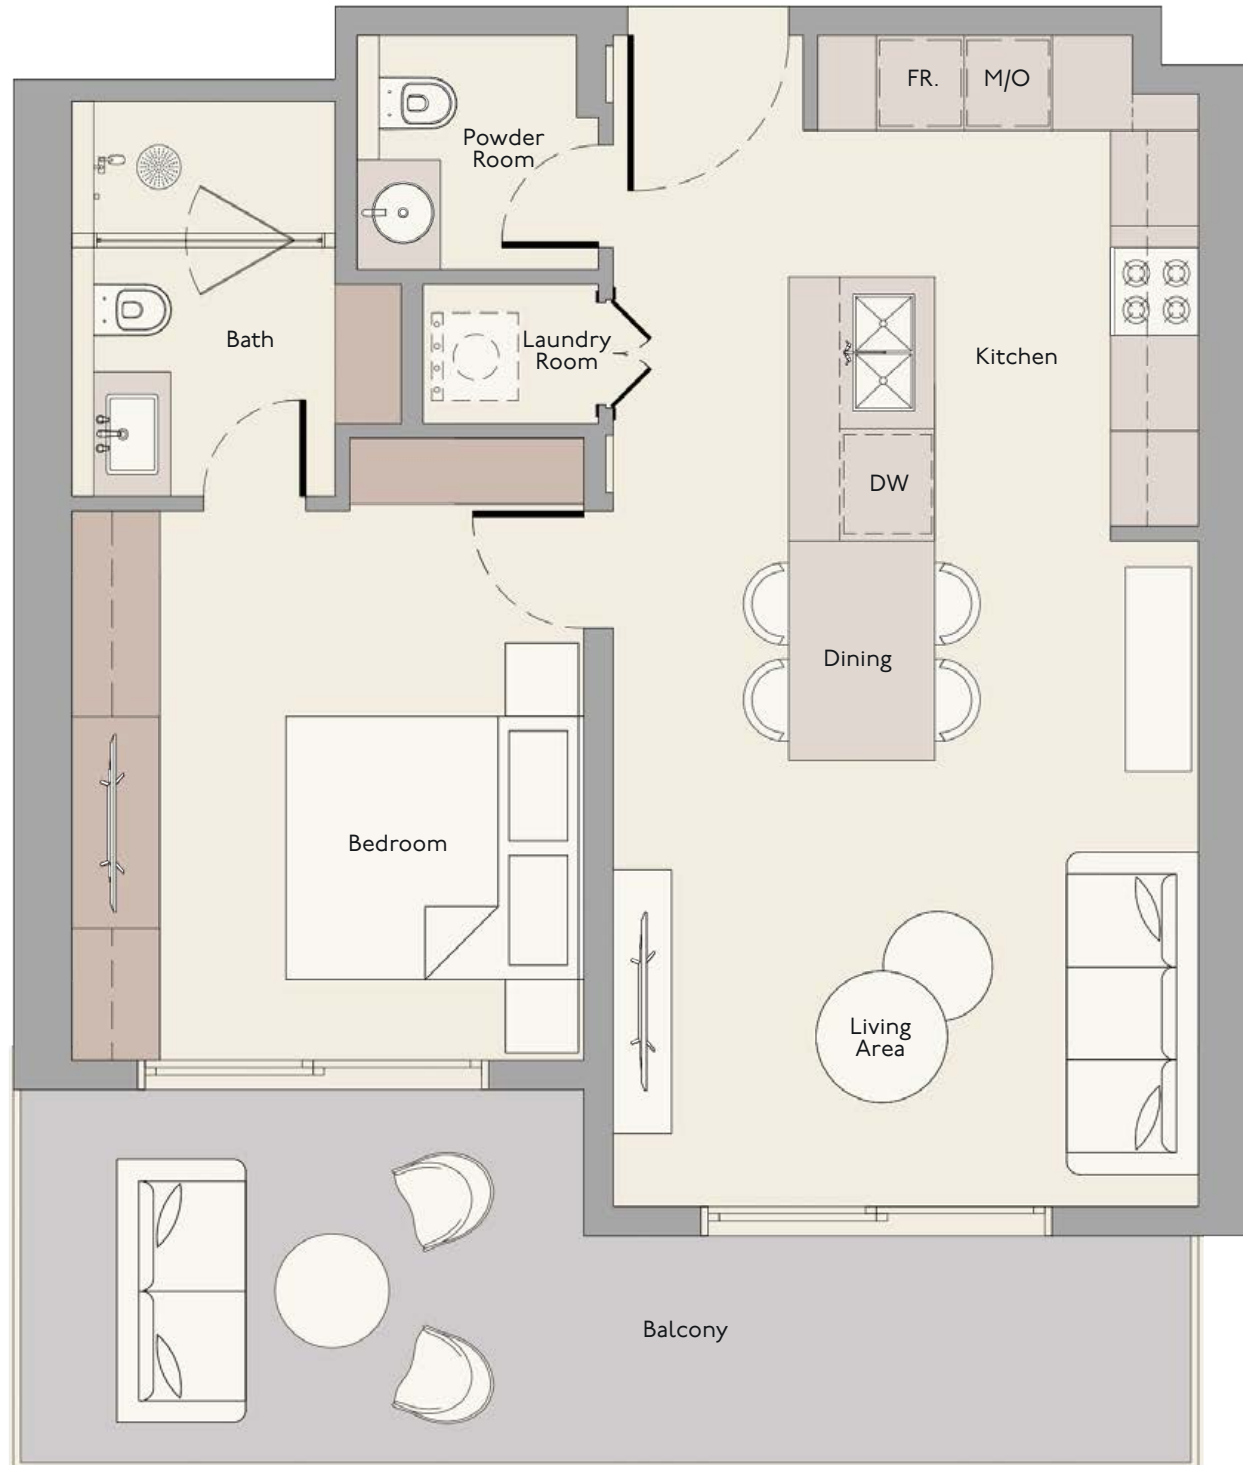 FR.
M/O
Powder
Room
Bath
Laundry
Room
Kitchen
DW
Dining
Bedroom
Living
Area
Balcony